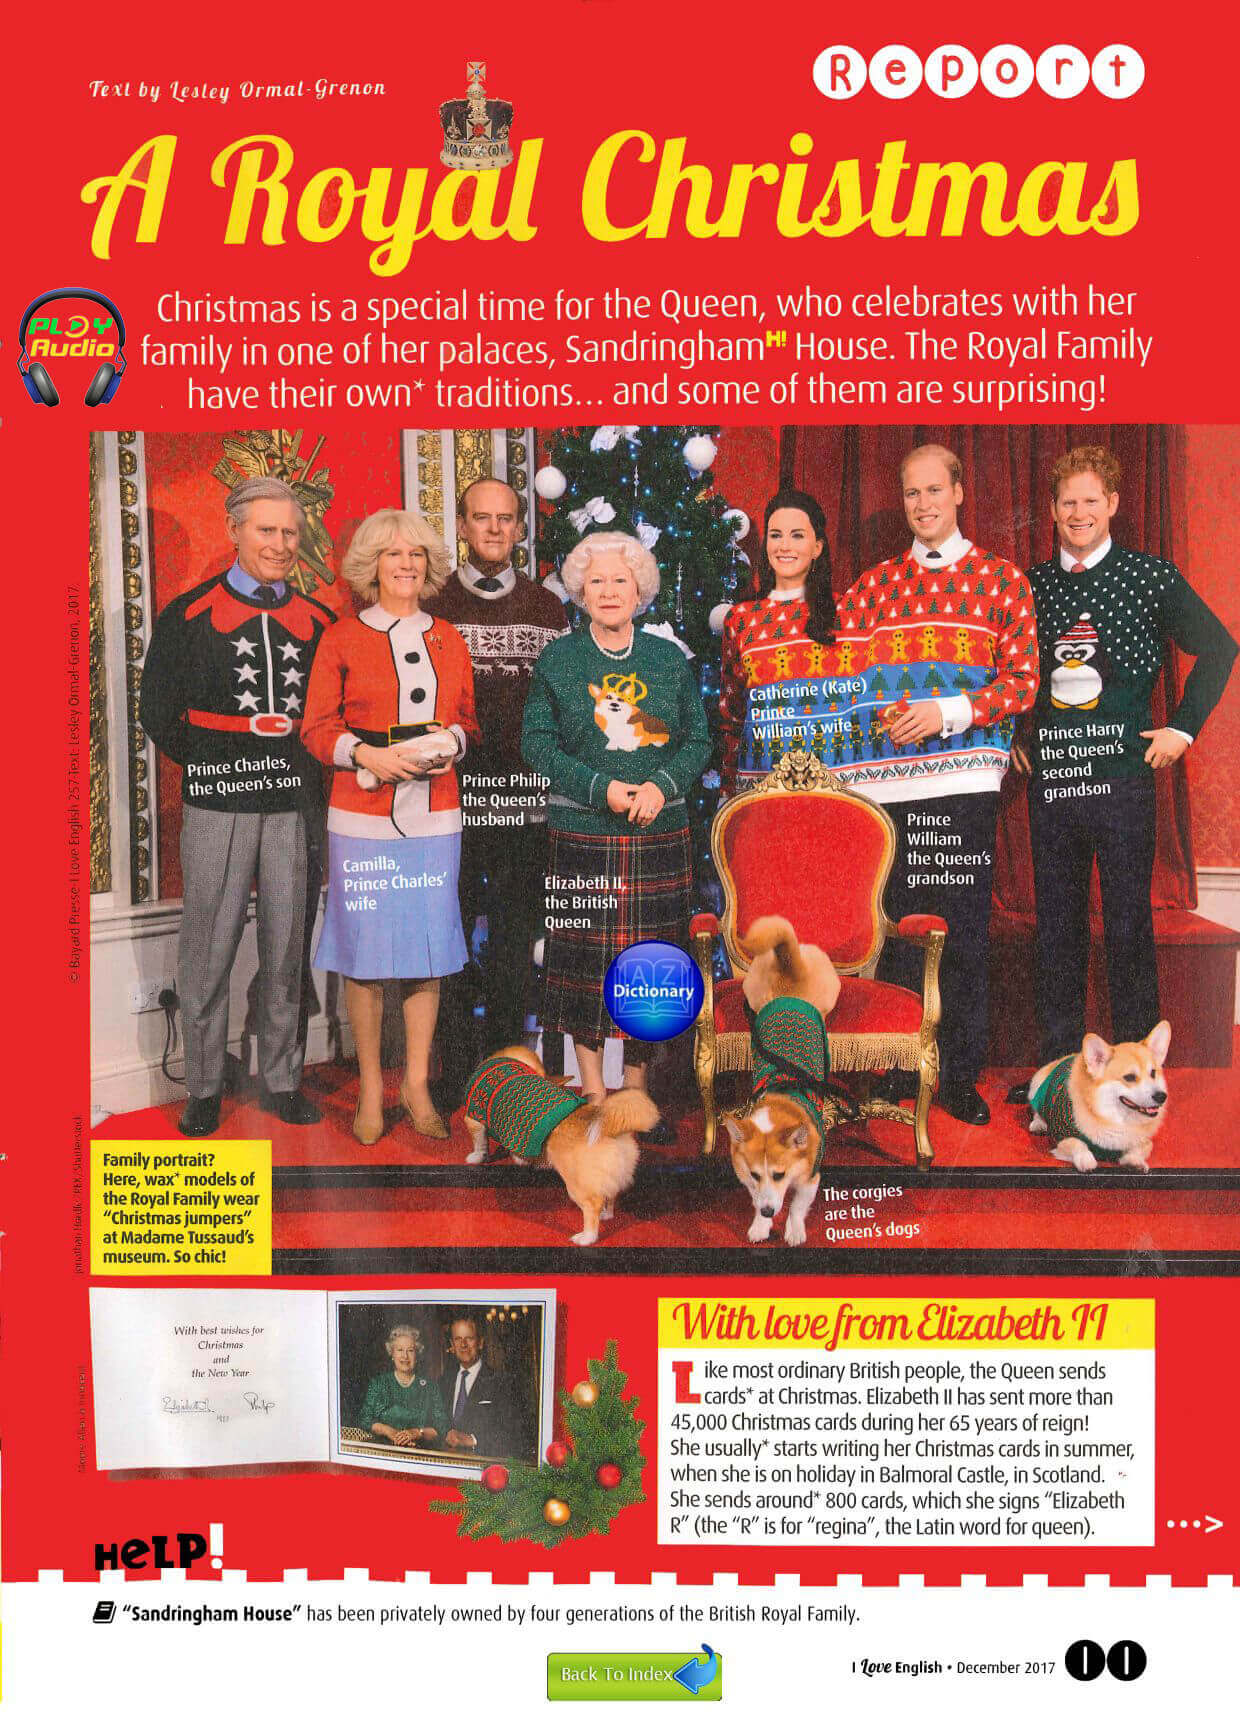 Text by Lesley Ormal-Grenon
Report
A Royal Christmas
PLAY
Audio
Christmas is a special time for the Queen, who celebrates with her
family in one of her palaces, Sandringham H! House. The Royal Family
have their own* traditions... and some of them are surprising!
© Bayard Presse-I Love English 257-Text: Lesley Ormal-Grenon, 2017.
Prince Charles,
the Queen's son
Camilla,
Prince Charles'
wife
Prince Philip
the Queen's
husband
Elizabeth II,
the British
Queen
Catherine (Kate)
Prince
William's wife
Prince
William
the Queen's
grandson
Prince Harry
the Queen's
second
grandson
AZ
Dictionary
The corgies
are the
Queen's dogs
Family portrait?
Here, wax* models of
the Royal Family wear
"Christmas jumpers"
at Madame Tussaud's
museum. So chic!
With best wishes for
Christmas
and
the New Year
Philip
With love from Elizabeth II
Like most ordinary British people, the Queen sends
cards* at Christmas. Elizabeth II has sent more than
45,000 Christmas cards during her 65 years of reign!
She usually* starts writing her Christmas cards in summer,
when she is on holiday in Balmoral Castle, in Scotland.
She sends around* 800 cards, which she signs "Elizabeth
R" (the "R" is for "regina", the Latin word for queen).
...>
HeLP!
"Sandringham House" has been privately owned by four generations of the British Royal Family.
Back To Index
I Love English • December 2017 11